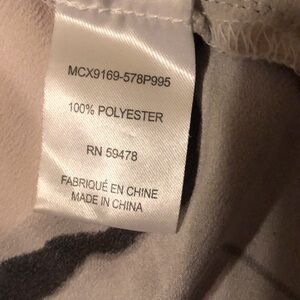 MCX9169-578P995
100% POLYESTER
RN 59478
FABRIQUÉ EN CHINE
MADE IN CHINA